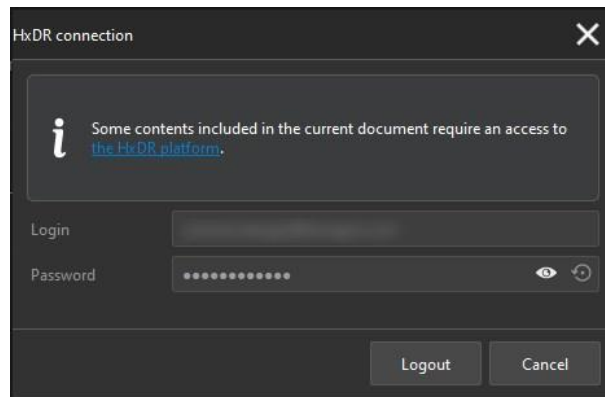 HxDR connection
Some contents included in the current document require an access to
the HxDR platform.
Login
Password
Logout
Cancel